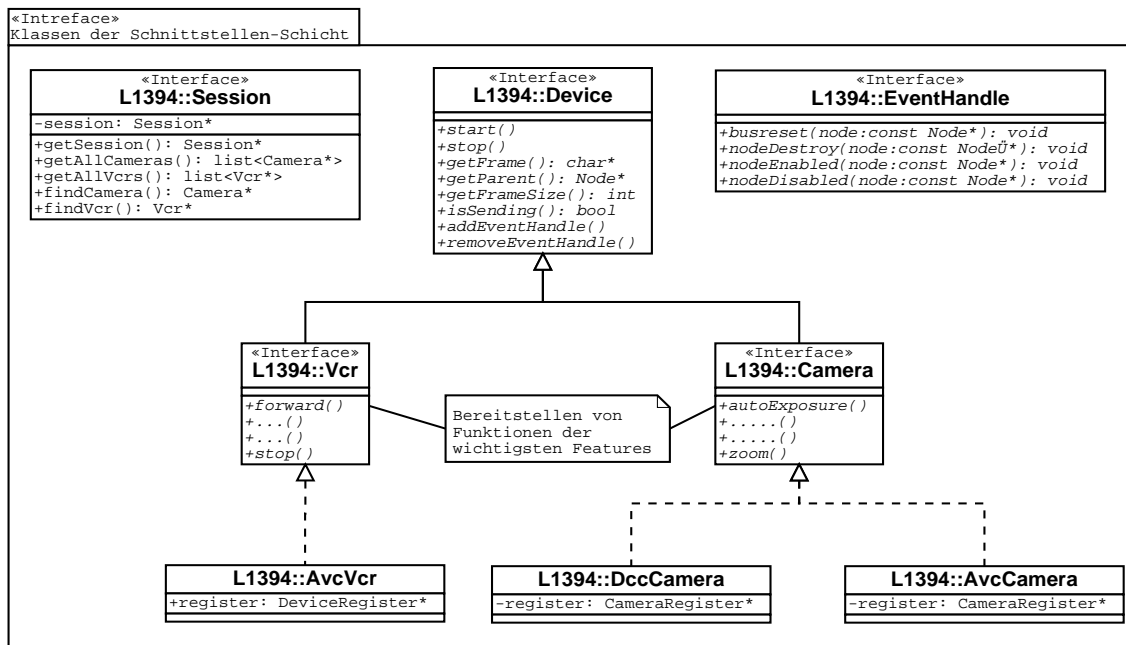 «Intreface»
Klassen der Schnittstellen-Schicht
«Interface»
L1394::Session
-session: Session*
+getSession(): Session*
+getAllCameras(): list<Camera*>
+getAllVcrs(): list<Vcr*>
+findCamera(): Camera*
+findVcr(): Vcr*
«Interface»
L1394::Device
+start()
+stop()
+getFrame(): char*
+getParent(): Node*
+getFrameSize(): int
+isSending(): bool
+addEventHandle()
+removeEventHandle()
«Interface»
L1394::EventHandle
+busreset(node:const Node*): void
+nodeDestroy(node:const NodeÜ*): void
+nodeEnabled(node:const Node*): void
+nodeDisabled(node:const Node*): void
«Interface»
L1394::Vcr
+forward()
+...()
+...()
+stop()
Bereitstellen von
Funktionen der
wichtigsten Features
«Interface»
L1394::Camera
+autoExposure()
+.....()
+.....()
+zoom()
L1394::AvcVcr
+register: DeviceRegister*
L1394::DccCamera
-register: CameraRegister*
L1394::AvcCamera
-register: CameraRegister*